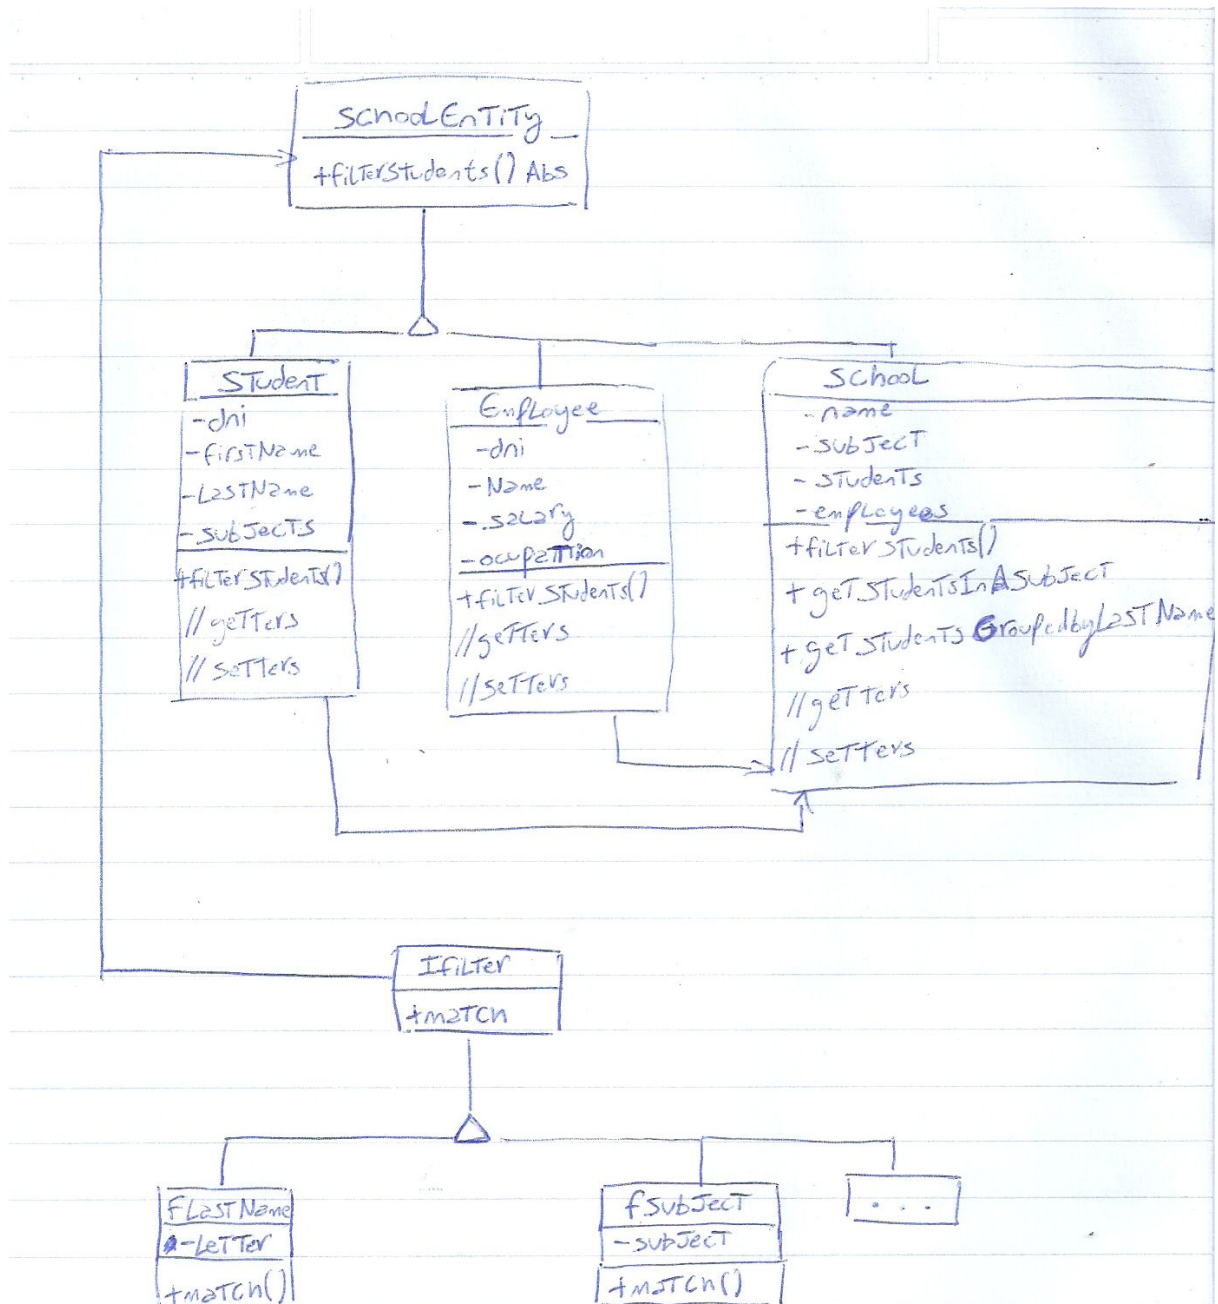 SchoolEntity
+filterStudents() Abs
Student
-dni
-firstName
-LastName
-subjects
+filterStudents()
//getters
//setters
Employee
-dni
-Name
-salary
-ocupattion
+filterStudents()
//getters
//setters
School
-name
-subject
-students
-employees
+filterStudents()
+getStudentsInASubject
+getStudentsGroupedbyLastName
//getters
//setters
Ifilter
+match
FLastName
-Letter
+match()
fSubject
-subject
+match()
...